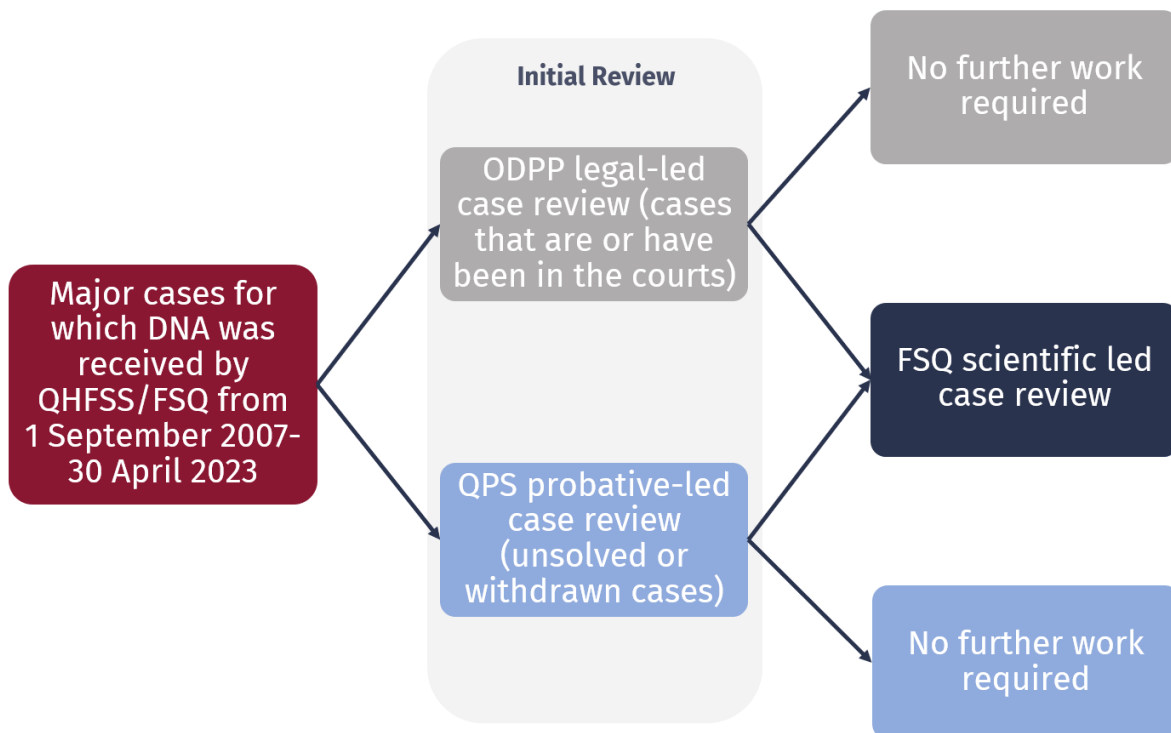 Major cases for
which DNA was
received by
QHFSS/FSQ from
1 September 2007-
30 April 2023
Initial Review
ODPP legal-led
case review (cases
that are or have
been in the courts)
QPS probative-led
case review
(unsolved or
withdrawn cases)
No further work
required
FSQ scientific led
case review
No further work
required